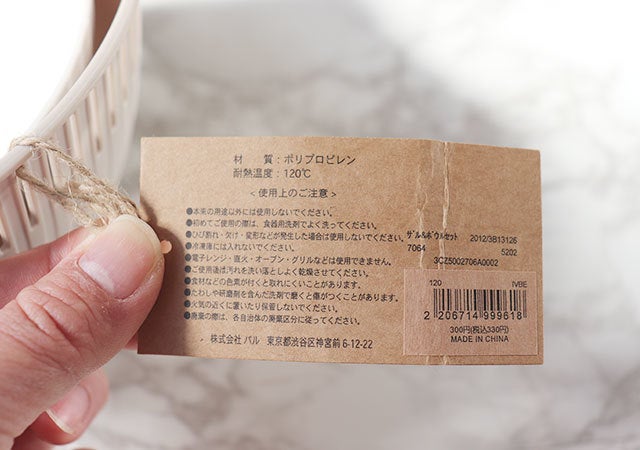 材　質：ポリプロピレン
耐熱温度：120℃
＜使用上のご注意＞
●本来の用途以外には使用しないでください。
●初めてご使用の際は、食器用洗剤でよく洗ってください。
●ひび割れ・欠け・変形などが発生した場合は使用しないでください。
●冷凍庫には入れないでください。
●電子レンジ・直火・オーブン・グリルなどは使用できません。
●ご使用後は汚れを洗い落としよく乾燥させてください。
●食材などの色素が付くと取れにくいことがあります。
●たわしや研磨剤を含んだ洗剤で磨くと傷がつくことがあります。
●火気の近くに置いたり保管しないでください。
●廃棄の際は、各自治体の廃棄区分に従ってください。
株式会社 パル　東京都渋谷区神宮前 6-12-22
ザル&ボウルセット 2012/3B13126
7064 5202
3CZ5002706A0002
120 IVBE
2 206714 999618
300円(税込330円)
MADE IN CHINA